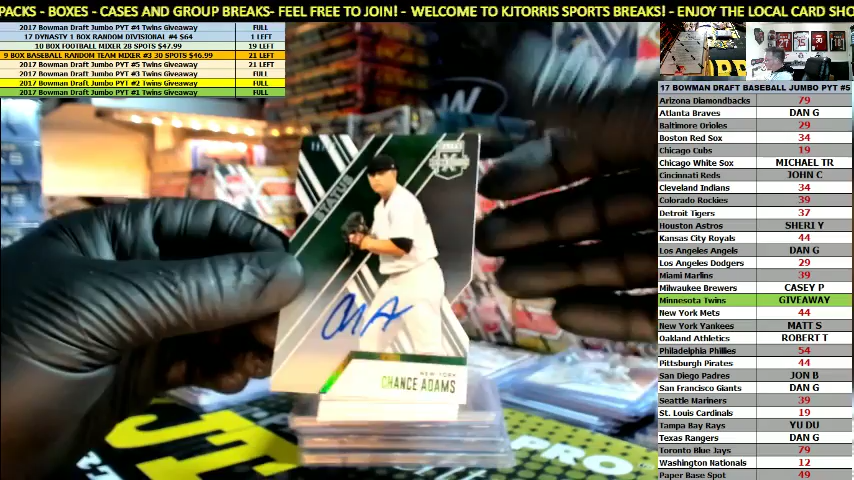 PACKS - BOXES - CASES AND GROUP BREAKS- FEEL FREE TO JOIN! - WELCOME TO KJTORRIS SPORTS BREAKS! - ENJOY THE LOCAL CARD SHO
2017 Bowman Draft Jumbo PYT #4 Twins Giveaway FULL
17 DYNASTY 1 BOX RANDOM DIVISIONAL #4 $64 1 LEFT
10 BOX FOOTBALL MIXER 28 SPOTS $47.99 19 LEFT
9 BOX BASEBALL RANDOM TEAM MIXER #3 30 SPOTS $46.99 21 LEFT
2017 Bowman Draft Jumbo PYT #5 Twins Giveaway 21 LEFT
2017 Bowman Draft Jumbo PYT #3 Twins Giveaway FULL
2017 Bowman Draft Jumbo PYT #2 Twins Giveaway FULL
2017 Bowman Draft Jumbo PYT #1 Twins Giveaway FULL
STATUS
NEW YORK
CHANCE ADAMS
PRO
17 BOWMAN DRAFT BASEBALL JUMBO PYT #5
Arizona Diamondbacks 79
Atlanta Braves DAN G
Baltimore Orioles 29
Boston Red Sox 34
Chicago Cubs 19
Chicago White Sox MICHAEL TR
Cincinnati Reds JOHN C
Cleveland Indians 34
Colorado Rockies 39
Detroit Tigers 37
Houston Astros SHERI Y
Kansas City Royals 44
Los Angeles Angels DAN G
Los Angeles Dodgers 29
Miami Marlins 39
Milwaukee Brewers CASEY P
Minnesota Twins GIVEAWAY
New York Mets 44
New York Yankees MATT S
Oakland Athletics ROBERT T
Philadelphia Phillies 54
Pittsburgh Pirates 44
San Diego Padres JON B
San Francisco Giants DAN G
Seattle Mariners 39
St. Louis Cardinals 19
Tampa Bay Rays YU DU
Texas Rangers DAN G
Toronto Blue Jays 79
Washington Nationals 12
Paper Base Spot 49